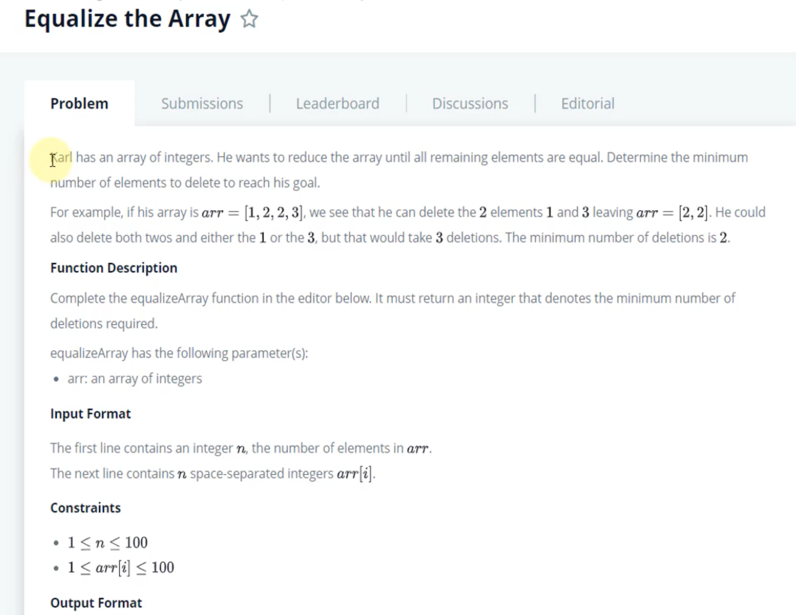 Equalize the Array
Problem
Submissions
Leaderboard
Discussions
Editorial
Karl has an array of integers. He wants to reduce the array until all remaining elements are equal. Determine the minimum
number of elements to delete to reach his goal.
For example, if his array is arr = [1, 2, 2, 3], we see that he can delete the 2 elements 1 and 3 leaving arr = [2, 2]. He could
also delete both twos and either the 1 or the 3, but that would take 3 deletions. The minimum number of deletions is 2.
Function Description
Complete the equalizeArray function in the editor below. It must return an integer that denotes the minimum number of
deletions required.
equalizeArray has the following parameter(s):
• arr: an array of integers
Input Format
The first line contains an integer n, the number of elements in arr.
The next line contains n space-separated integers arr[i].
Constraints
• 1 ≤ n ≤ 100
• 1 ≤ arr[i] ≤ 100
Output Format